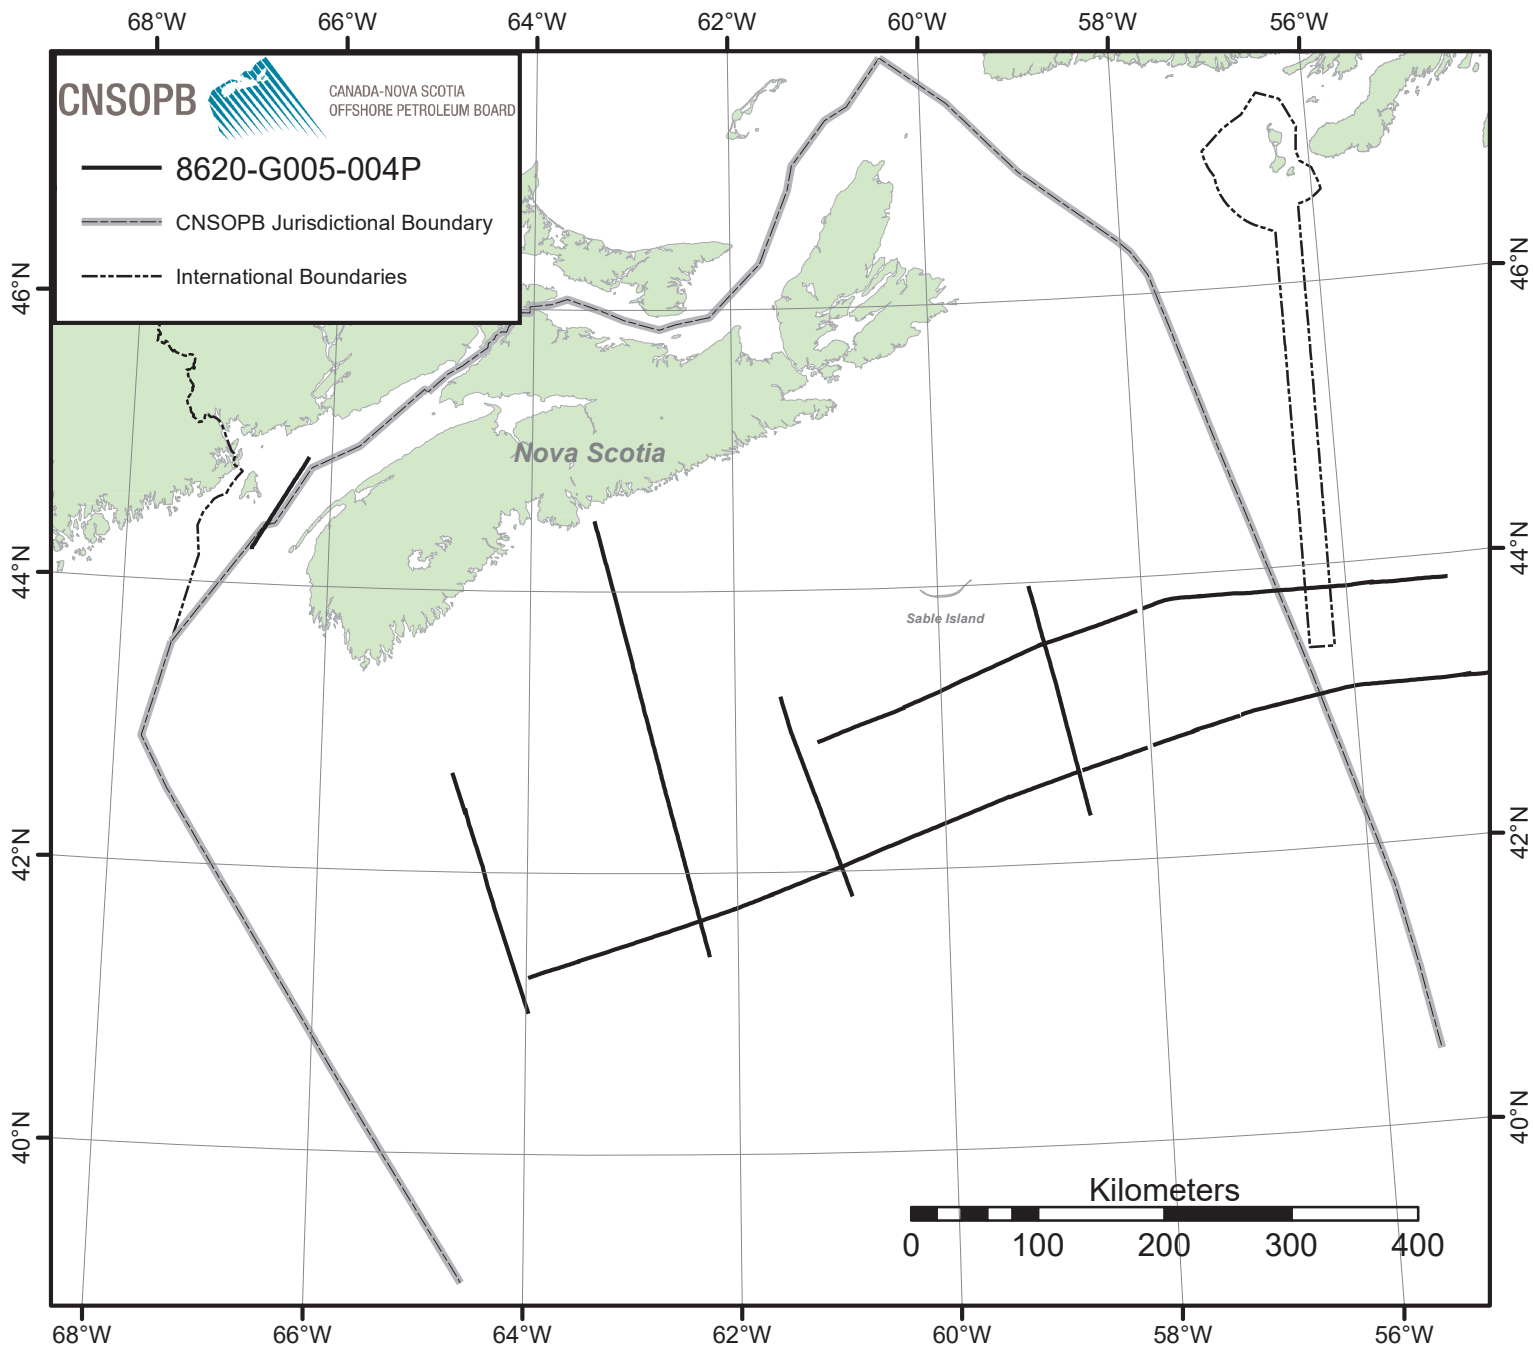 68°W 66°W 64°W 62°W 60°W 58°W 56°W
CNSOPB
CANADA-NOVA SCOTIA
OFFSHORE PETROLEUM BOARD
8620-G005-004P
CNSOPB Jurisdictional Boundary
International Boundaries
46°N 46°N
Nova Scotia
44°N 44°N
Sable Island
42°N 42°N
40°N 40°N
Kilometers
0 100 200 300 400
68°W 66°W 64°W 62°W 60°W 58°W 56°W